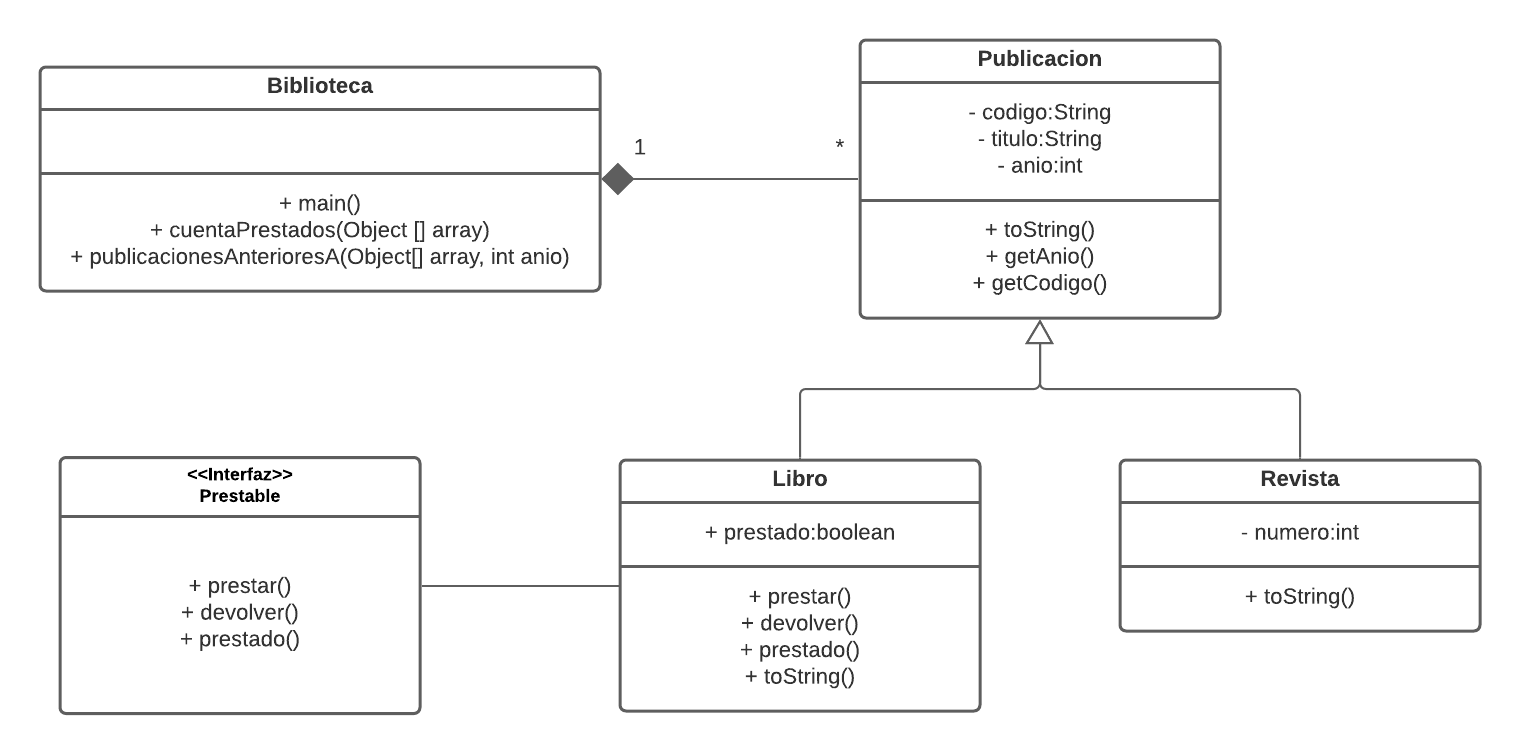 Biblioteca
+ main()
+ cuentaPrestados(Object [] array)
+ publicacionesAnterioresA(Object[] array, int anio)
1
*
Publicacion
- codigo:String
- titulo:String
- anio:int
+ toString()
+ getAnio()
+ getCodigo()
<<Interfaz>>
Prestable
+ prestar()
+ devolver()
+ prestado()
Libro
+ prestado:boolean
+ prestar()
+ devolver()
+ prestado()
+ toString()
Revista
- numero:int
+ toString()